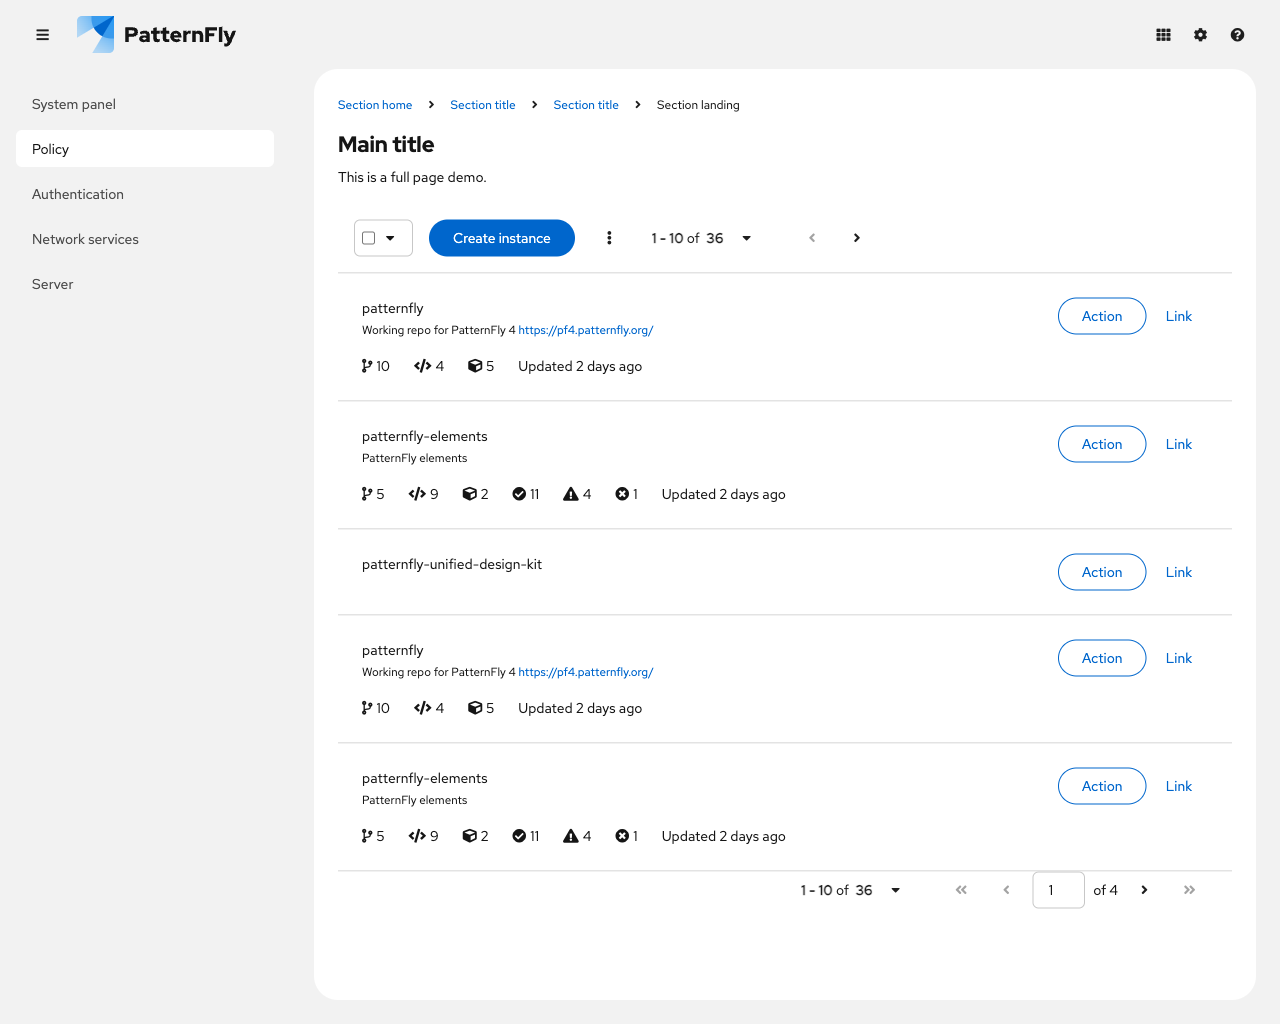 PatternFly
System panel
Policy
Authentication
Network services
Server
Section home Section title Section title Section landing
Main title
This is a full page demo.
Create instance 1 - 10 of 36
patternfly
Working repo for PatternFly 4 https://pf4.patternfly.org/
10 4 5 Updated 2 days ago
Action Link
patternfly-elements
PatternFly elements
5 9 2 11 4 1 Updated 2 days ago
Action Link
patternfly-unified-design-kit
Action Link
patternfly
Working repo for PatternFly 4 https://pf4.patternfly.org/
10 4 5 Updated 2 days ago
Action Link
patternfly-elements
PatternFly elements
5 9 2 11 4 1 Updated 2 days ago
Action Link
1 - 10 of 36 1 of 4